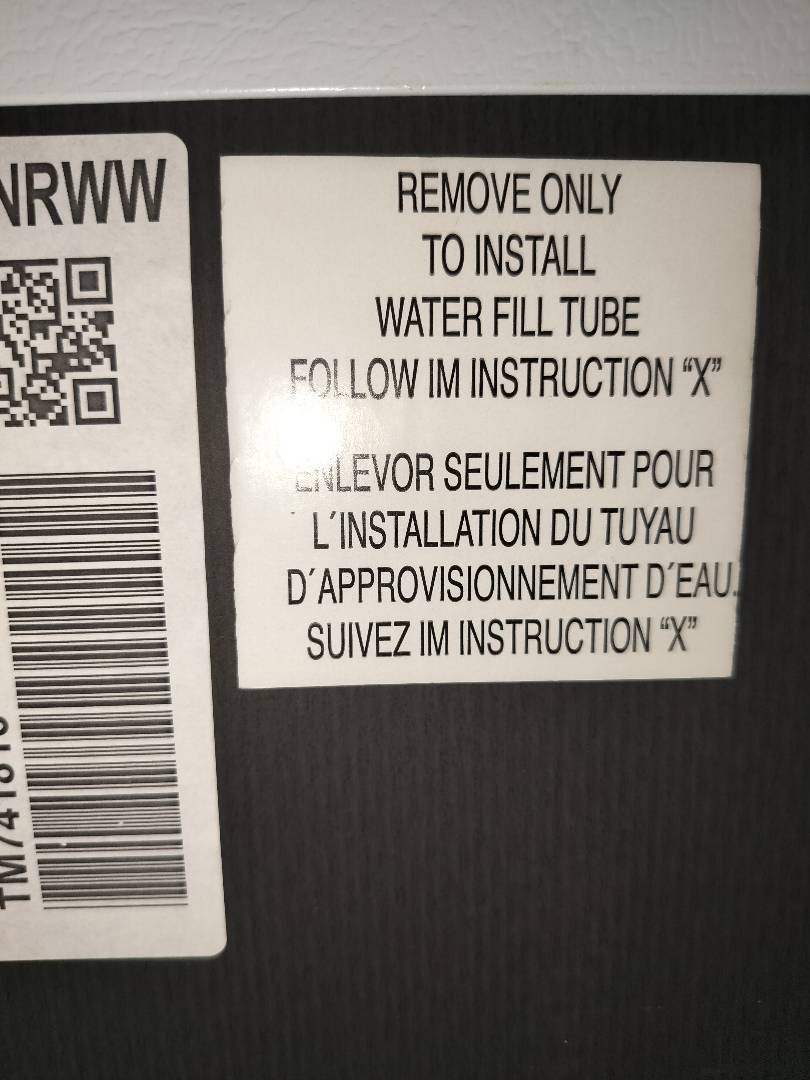 NRWW
REMOVE ONLY
TO INSTALL
WATER FILL TUBE
FOLLOW IM INSTRUCTION “X”
ENLEVOR SEULEMENT POUR
L´INSTALLATION DU TUYAU
D´APPROVISIONNEMENT D´EAU.
SUIVEZ IM INSTRUCTION “X”